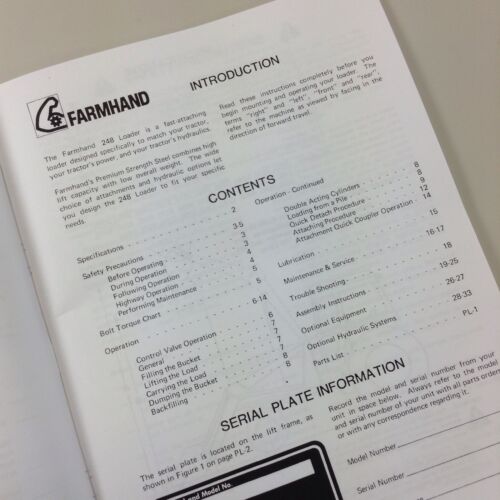 FARMHAND
INTRODUCTION
The Farmhand 248 Loader is a fast-attaching
loader designed specifically to match your tractor,
your tractor's power, and your tractor's hydraulics.
Farmhand's Premium Strength Steel combines high
lift capacity with low overall weight. The wide
choice of attachments and hydraulic options let
you design the 248 Loader to fit your specific
needs.
Read these instructions completely before you
begin mounting and operating your loader. The
terms "right" and "left", "front" and "rear",
refer to the machine as viewed by facing in the
direction of forward travel.
CONTENTS
Specifications . . . 2
Safety Precautions . . . 3-5
Before Operating . . . 3
During Operation . . . 3
Following Operation . . . 4
Highway Operation . . . 4
Performing Maintenance . . . 5
Bolt Torque Chart . . . 5
Operation . . . 6-14
Control Valve Operation . . . 6
General . . . 7
Filling the Bucket . . . 7
Lifting the Load . . . 7
Carrying the Load . . . 8
Dumping the Bucket . . . 8
Backfilling
Operation - Continued
Double Acting Cylinders . . . 8
Loading from a Pile . . . 8
Quick Detach Procedure . . . 9
Attaching Procedure . . . 12
Attachment Quick Coupler Operation . . . 14
Lubrication . . . 15
Maintenance & Service . . . 16-17
Trouble Shooting . . . 18
Assembly Instructions . . . 19-25
Optional Equipment . . . 26-27
Optional Hydraulic Systems . . . 28-33
Parts List . . . PL-1
SERIAL PLATE INFORMATION
The serial plate is located on the lift frame, as
shown in Figure 1 on page PL-2.
Record the model and serial number from your
unit in space below. Always refer to the model
and serial number of your unit with all parts orders
or with any correspondence regarding it.
Model Number
Serial Number
and Model No.